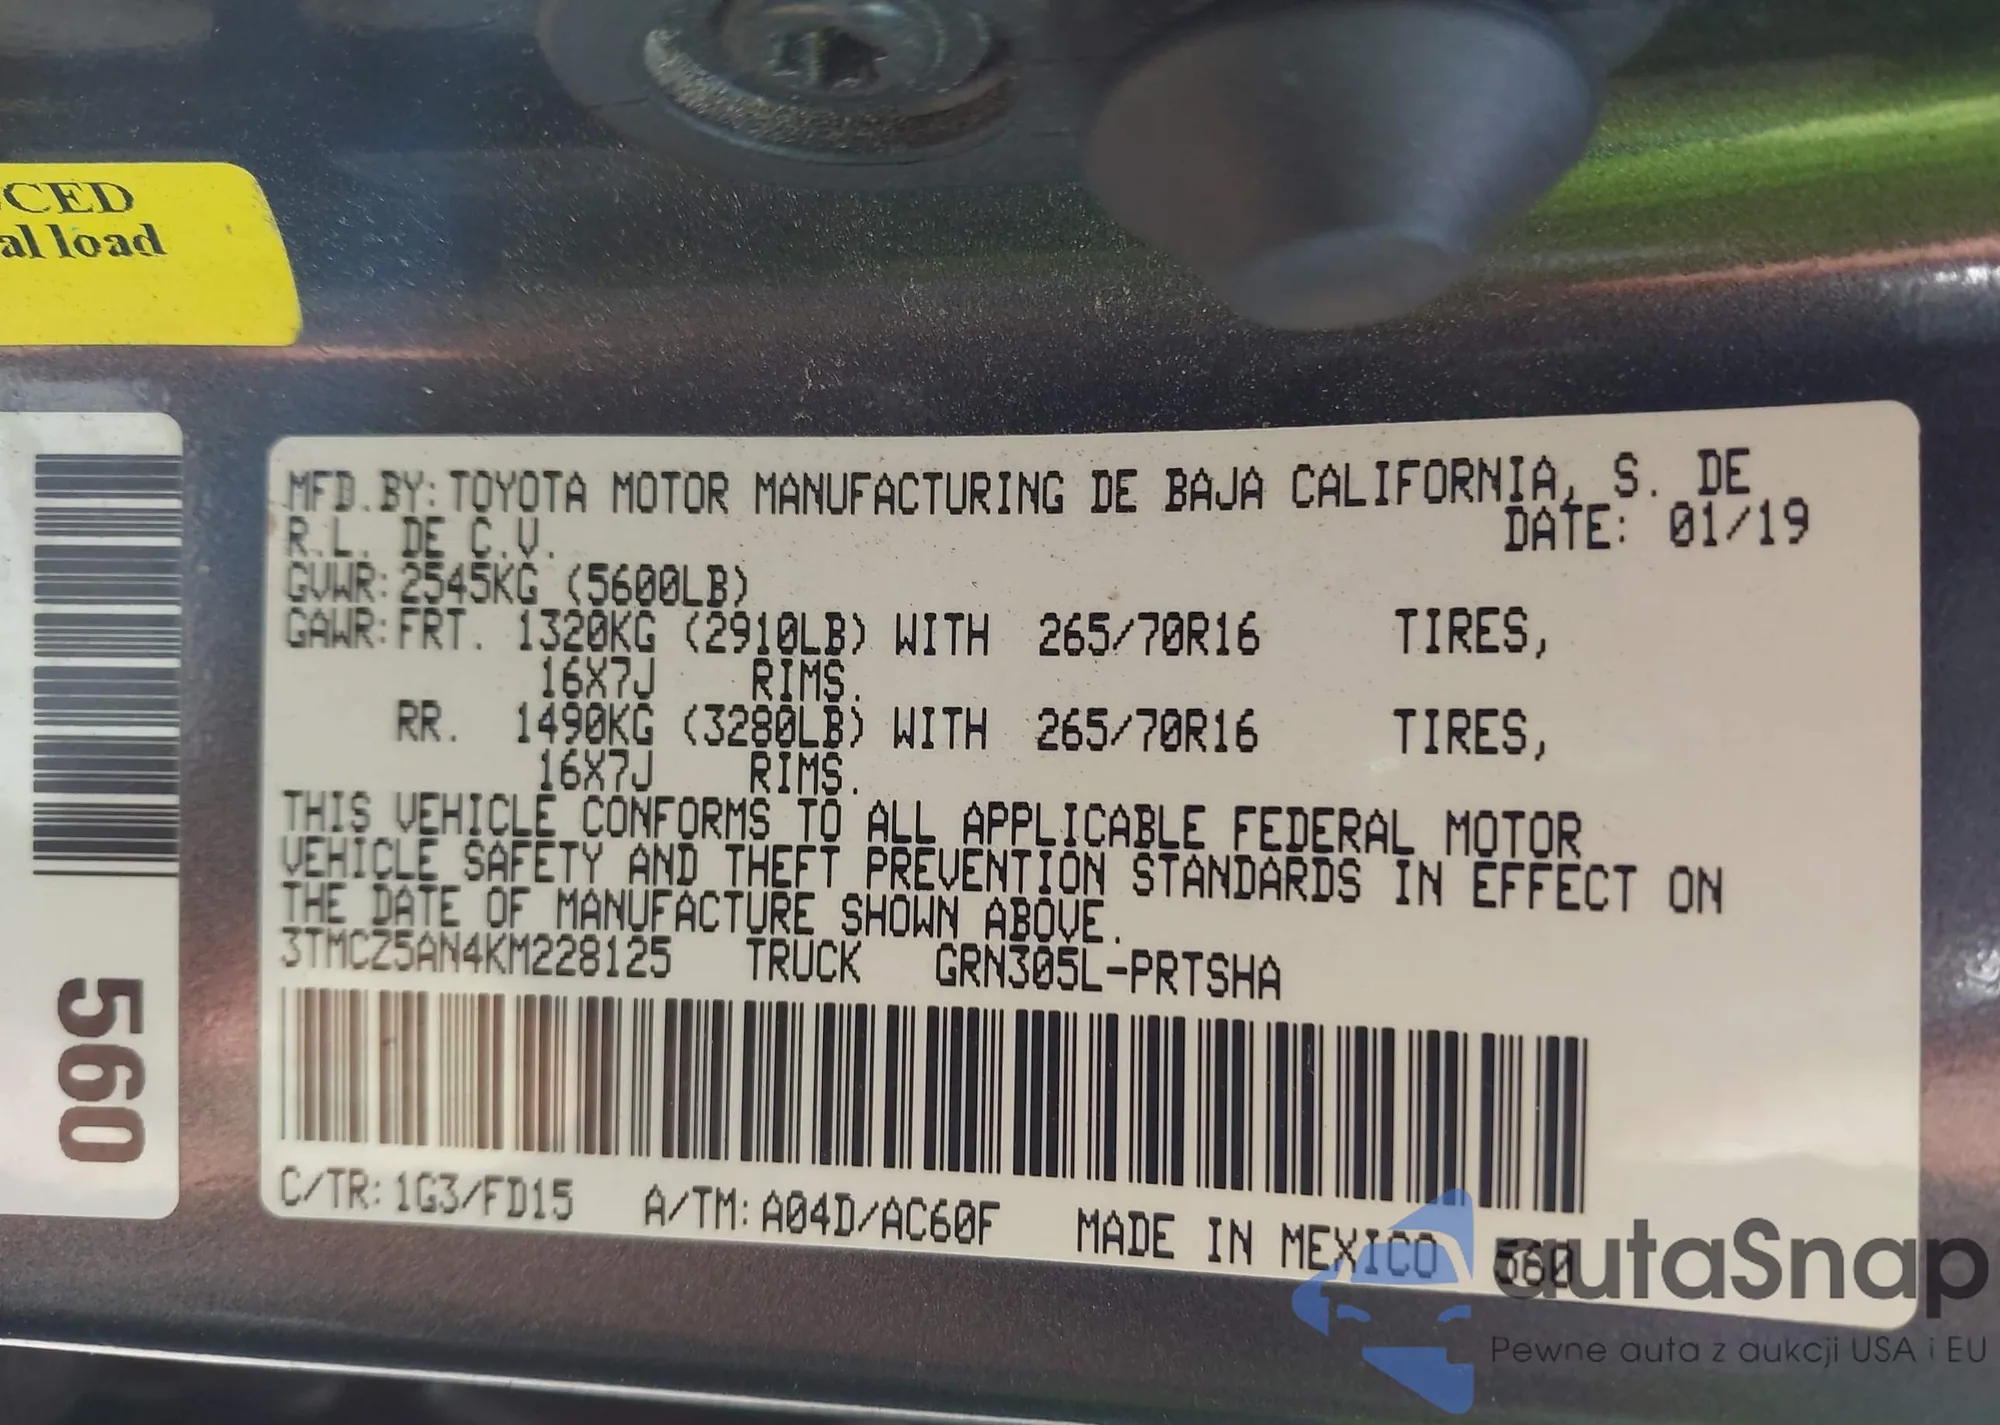 CED
al load
MFD.BY: TOYOTA MOTOR MANUFACTURING DE BAJA CALIFORNIA, S. DE
R.L. DE C.V.
DATE: 01/19
GVWR: 2545KG (5600LB)
GAWR: FRT. 1320KG (2910LB) WITH 265/70R16 TIRES,
16X7J RIMS.
RR. 1490KG (3280LB) WITH 265/70R16 TIRES,
16X7J RIMS.
THIS VEHICLE CONFORMS TO ALL APPLICABLE FEDERAL MOTOR
VEHICLE SAFETY AND THEFT PREVENTION STANDARDS IN EFFECT ON
THE DATE OF MANUFACTURE SHOWN ABOVE.
3TMCZ5AN4KM228125 TRUCK GRN305L-PRTSHA
C/TR: 1G3/FD15 A/TM: A04D/AC60F MADE IN MEXICO 560
560
autaSnap
Pewne auta z aukcji USA i EU